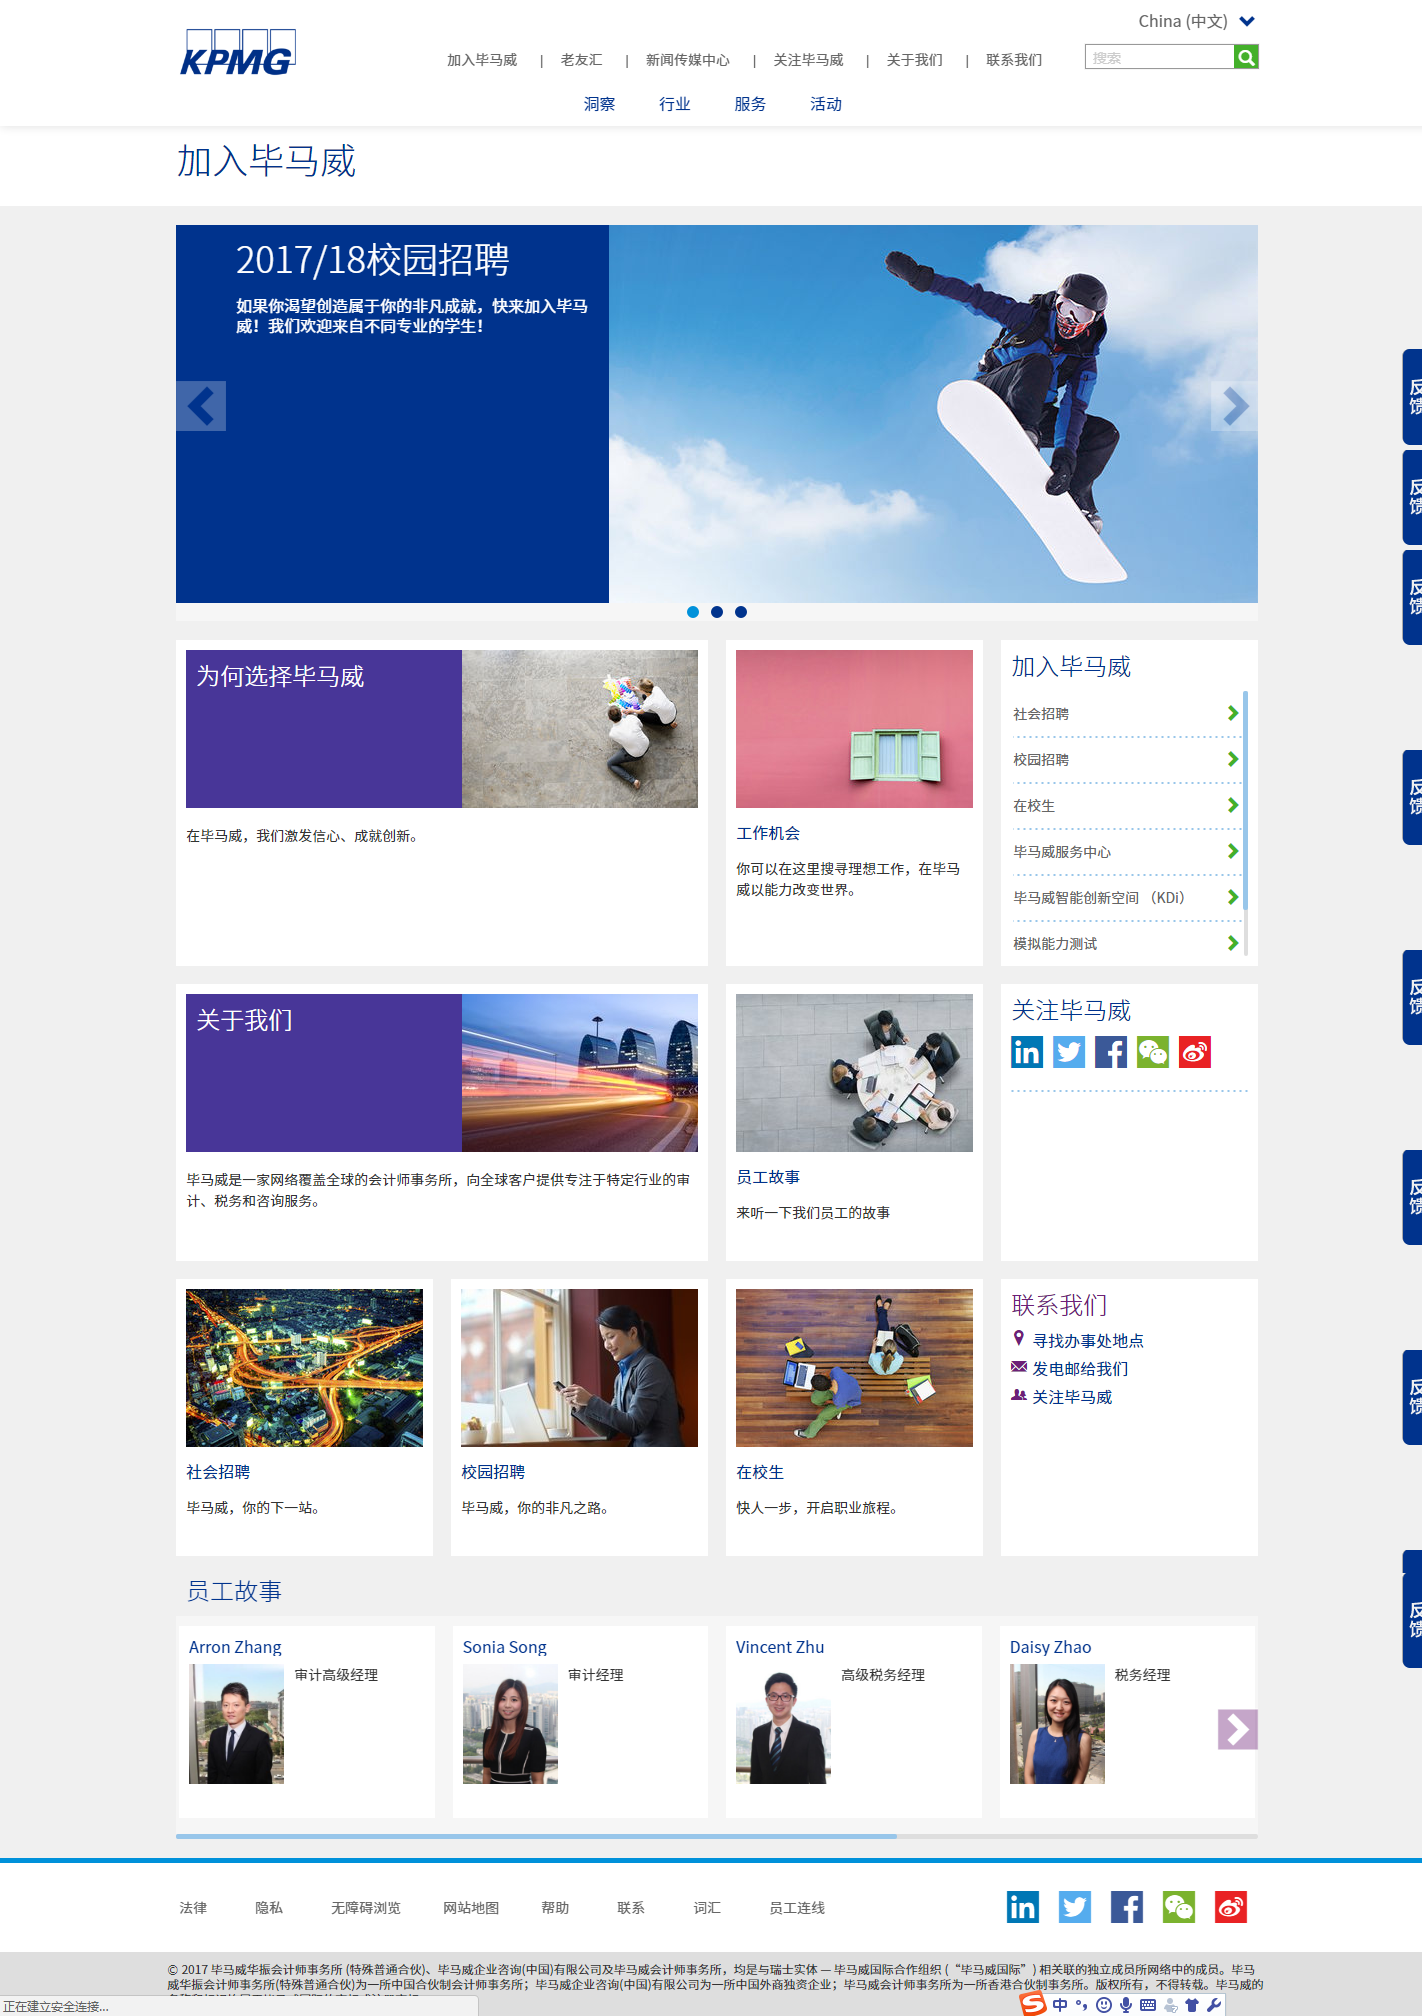 China (中文)
KPMG
加入毕马威 | 老友汇 | 新闻传媒中心 | 关注毕马威 | 关于我们 | 联系我们
搜索
洞察 行业 服务 活动
加入毕马威
2017/18校园招聘
如果你渴望创造属于你的非凡成就，快来加入毕马
威！我们欢迎来自不同专业的学生！
反馈
反馈
反馈
为何选择毕马威
在毕马威，我们激发信心、成就创新。
工作机会
你可以在这里搜寻理想工作，在毕马
威以能力改变世界。
加入毕马威
社会招聘
校园招聘
在校生
毕马威服务中心
毕马威智能创新空间 （KDi）
模拟能力测试
反馈
关于我们
毕马威是一家网络覆盖全球的会计师事务所，向全球客户提供专注于特定行业的审
计、税务和咨询服务。
员工故事
来听一下我们员工的故事
关注毕马威
反馈
反馈
社会招聘
毕马威，你的下一站。
校园招聘
毕马威，你的非凡之路。
在校生
快人一步，开启职业旅程。
联系我们
寻找办事处地点
发电邮给我们
关注毕马威
反馈
反馈
员工故事
Arron Zhang
审计高级经理
Sonia Song
审计经理
Vincent Zhu
高级税务经理
Daisy Zhao
税务经理
法律 隐私 无障碍浏览 网站地图 帮助 联系 词汇 员工连线
© 2017 毕马威华振会计师事务所 (特殊普通合伙)、毕马威企业咨询(中国)有限公司及毕马威会计师事务所，均是与瑞士实体 — 毕马威国际合作组织 (“毕马威国际”) 相关联的独立成员所网络中的成员。毕马
威华振会计师事务所(特殊普通合伙)为一所中国合伙制会计师事务所；毕马威企业咨询(中国)有限公司为一所中国外商独资企业；毕马威会计师事务所为一所香港合伙制事务所。版权所有，不得转载。毕马威的
正在建立安全连接...
中